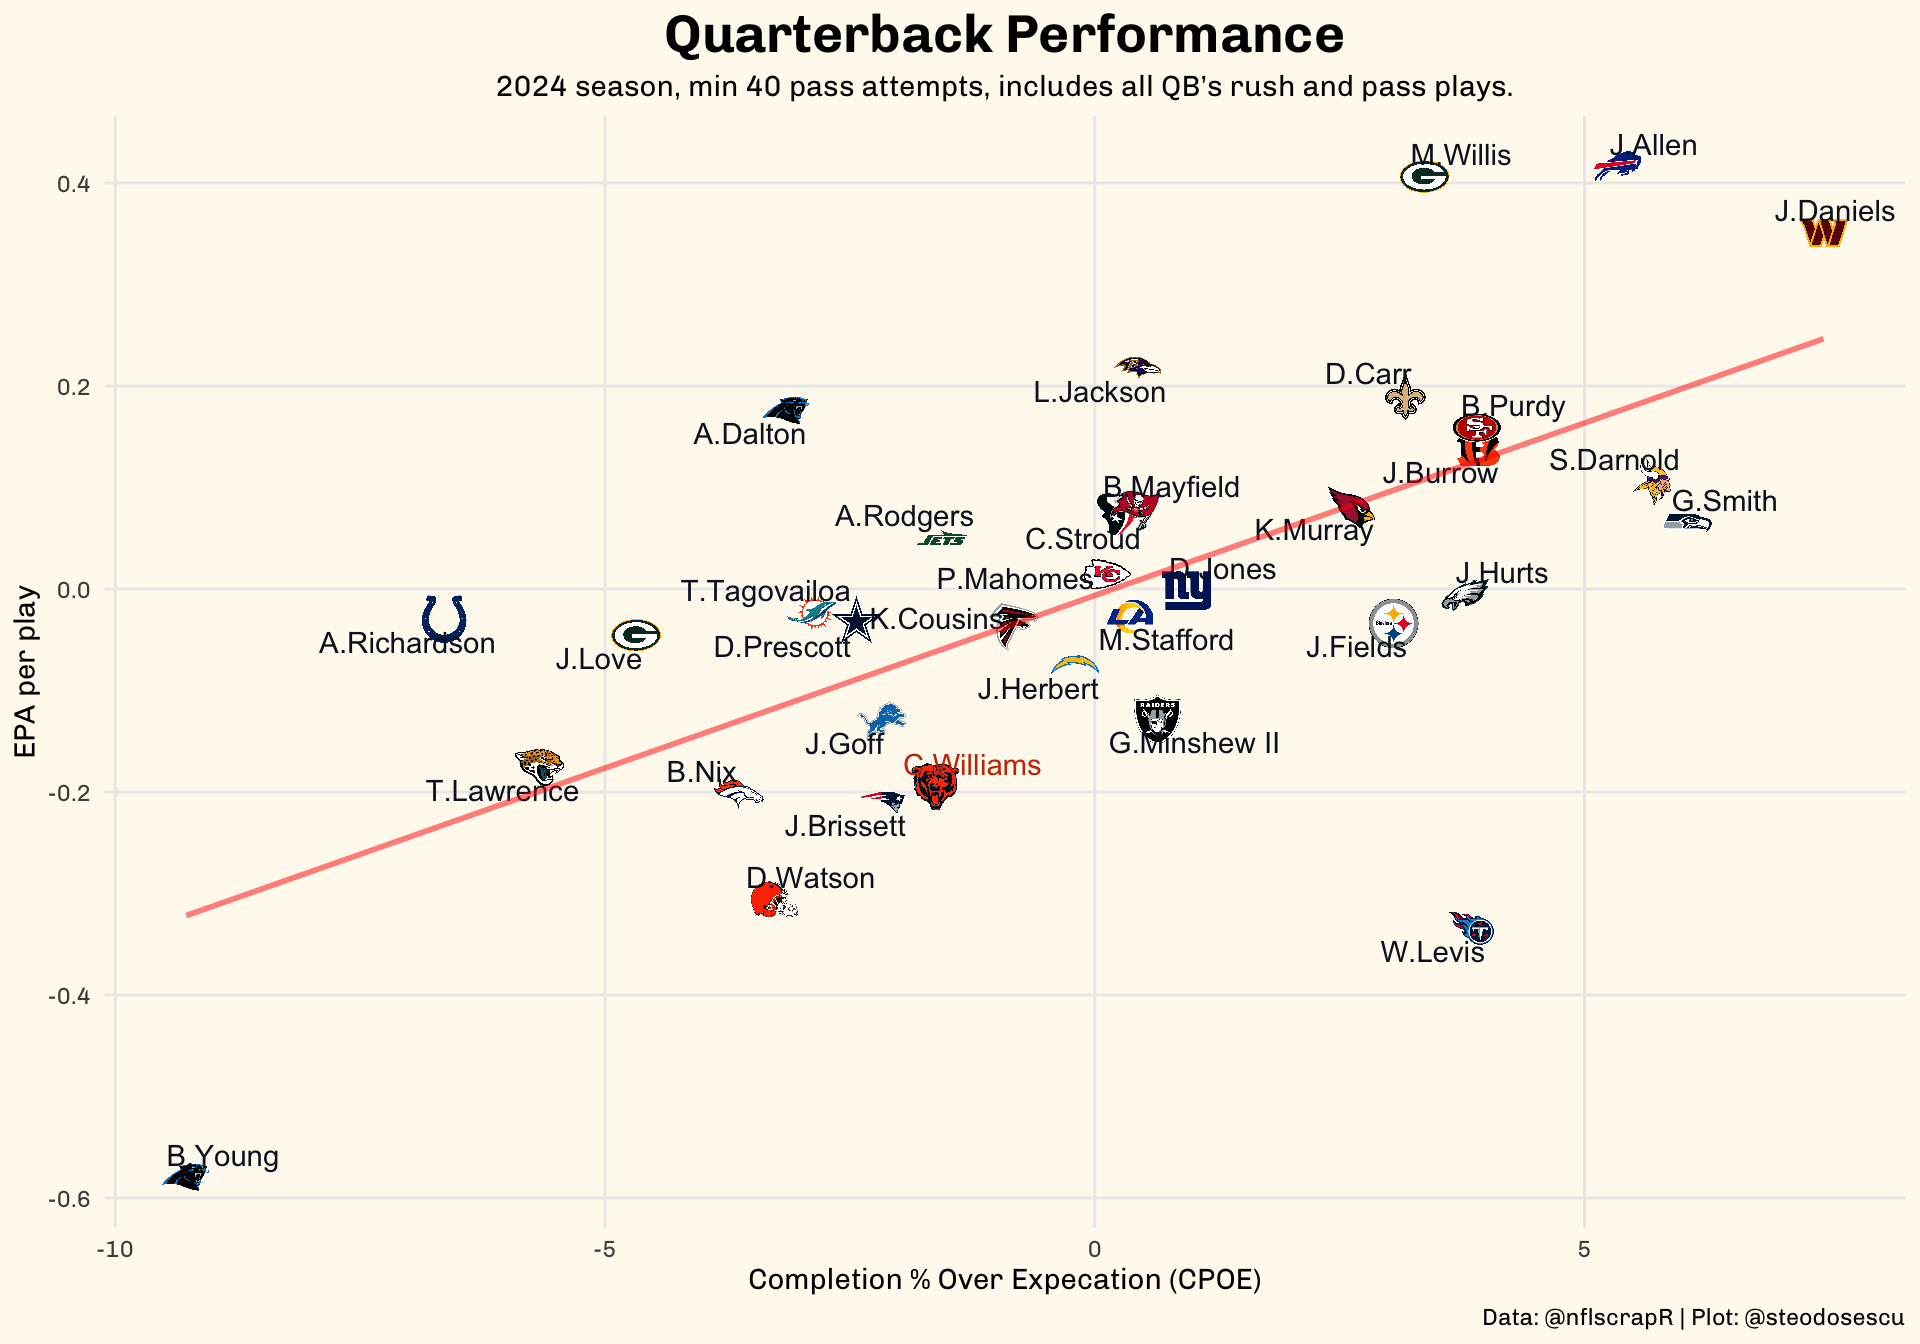 Quarterback Performance
2024 season, min 40 pass attempts, includes all QB's rush and pass plays.
M.Willis
J.Allen
0.4
J.Daniels
D.Carr
L.Jackson
0.2
B.Purdy
A.Dalton
S.Darnold
J.Burrow
B.Mayfield
G.Smith
A.Rodgers
JETS
K.Murray
C.Stroud
D.Jones
ny
J.Hurts
P.Mahomes
KC
EPA per play
0.0
T.Tagovailoa
K.Cousins
A.Richardson
M.Stafford
D.Prescott
J.Fields
J.Love
J.Herbert
RAIDERS
J.Goff
G.Minshew II
C.Williams
B.Nix
T.Lawrence
-0.2
J.Brissett
D.Watson
W.Levis
-0.4
B.Young
-0.6
-10
-5
0
5
Completion % Over Expecation (CPOE)
Data: @nflscrapR | Plot: @steodosescu